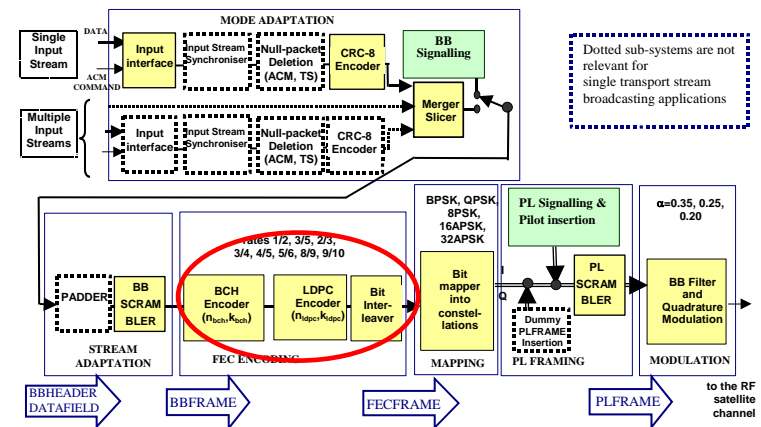 MODE ADAPTATION
Single
Input
Stream
DATA
ACM
COMMAND
Input
interface
Input Stream
Synchroniser
Null-packet
Deletion
(ACM, TS)
CRC-8
Encoder
BB
Signalling
Merger
Slicer
Multiple
Input
Streams
Input
interface
Input Stream
Synchroniser
Null-packet
Deletion
(ACM, TS)
CRC-8
Encoder
Dotted sub-systems are not
relevant for
single transport stream
broadcasting applications
PADDER
BB
SCRAM
BLER
STREAM
ADAPTATION
rates 1/2, 3/5, 2/3,
3/4, 4/5, 5/6, 8/9, 9/10
BCH
Encoder
(nbch,kbch)
LDPC
Encoder
(nldpc,kldpc)
Bit
Inter-
leaver
FEC ENCODING
BPSK, QPSK,
8PSK,
16APSK,
32APSK
Bit
mapper
into
constel-
lations
MAPPING
I
Q
PL Signalling &
Pilot insertion
Dummy
PLFRAME
Insertion
PL
SCRAM
BLER
PL FRAMING
α=0.35, 0.25,
0.20
BB Filter
and
Quadrature
Modulation
MODULATION
BBHEADER
DATAFIELD
BBFRAME
FECFRAME
PLFRAME
to the RF
satellite
channel